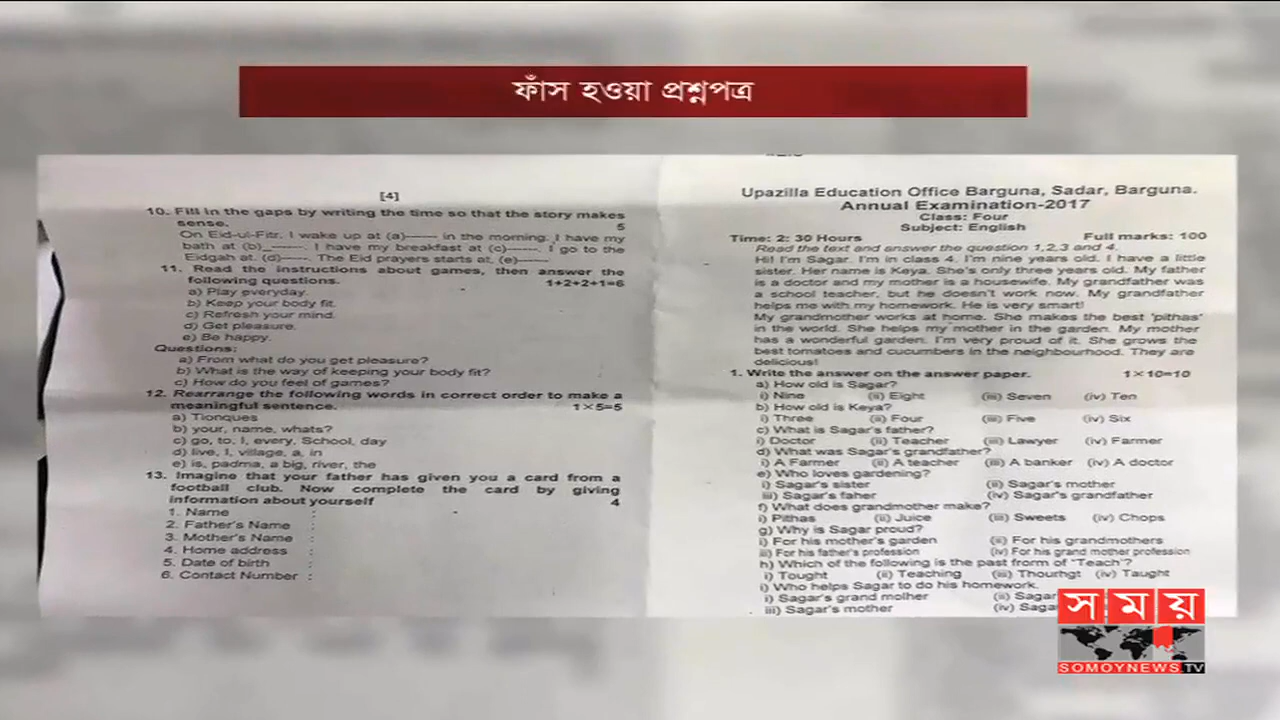 ফাঁস হওয়া প্রশ্নপত্র
[4]
10. Fill in the gaps by writing the time so that the story makes
sense. 5
On Eid-ul-Fitr. I wake up at (a)—— in the morning. I have my
bath at (b)_——. I have my breakfast at (c)——. I go to the
Eidgah at. (d)——. The Eid prayers starts at. (e)——.
11. Read the instructions about games, then answer the
following questions. 1+2+2+1=6
a) Play everyday.
b) Keep your body fit.
c) Refresh your mind.
d) Get pleasure.
e) Be happy.
Questions:
a) From what do you get pleasure?
b) What is the way of keeping your body fit?
c) How do you feel of games?
12. Rearrange the following words in correct order to make a
meaningful sentence. 1×5=5
a) Tionques
b) your, name, whats?
c) go, to, I, every, School, day
d) live, I, village, a, in
e) is, padma, a big, river, the
13. Imagine that your father has given you a card from a
football club. Now complete the card by giving
information about yourself 4
1. Name :
2. Father's Name :
3. Mother's Name :
4. Home address :
5. Date of birth :
6. Contact Number :
Upazilla Education Office Barguna, Sadar, Barguna.
Annual Examination-2017
Class: Four
Subject: English
Time: 2: 30 Hours Full marks: 100
Read the text and answer the question 1,2,3 and 4.
Hi! I'm Sagar. I'm in class 4. I'm nine years old. I have a little
sister. Her name is Keya. She's only three years old. My father
is a doctor and my mother is a housewife. My grandfather was
a school teacher, but he doesn't work now. My grandfather
helps me with my homework. He is very smart!
My grandmother works at home. She makes the best 'pithas'
in the world. She helps my mother in the garden. My mother
has a wonderful garden. I'm very proud of it. She grows the
best tomatoes and cucumbers in the neighbourhood. They are
delicious!
1. Write the answer on the answer paper. 1×10=10
a) How old is Sagar?
i) Nine (ii) Eight (iii) Seven (iv) Ten
b) How old is Keya?
i) Three (ii) Four (iii) Five (iv) Six
c) What is Sagar's father?
i) Doctor (ii) Teacher (iii) Lawyer (iv) Farmer
d) What was Sagar's grandfather?
i) A Farmer (ii) A teacher (iii) A banker (iv) A doctor
e) Who loves gardening?
i) Sagar's sister (ii) Sagar's mother
iii) Sagar's faher (iv) Sagar's grandfather
f) What does grandmother make?
i) Pithas (ii) Juice (iii) Sweets (iv) Chops
g) Why is Sagar proud?
i) For his mother's garden (ii) For his grandmothers
iii) For his father's profession (iv) For his grand mother profession
h) Which of the following is the past frorm of 'Teach'?
i) Tought (ii) Teaching (iii) Thourhgt (iv) Taught
i) Who helps Sagar to do his homework.
i) Sagar's grand molher (ii) Sagar
iii) Sagar's mother (iv) Saga
সময়
SOMOYNEWS.TV